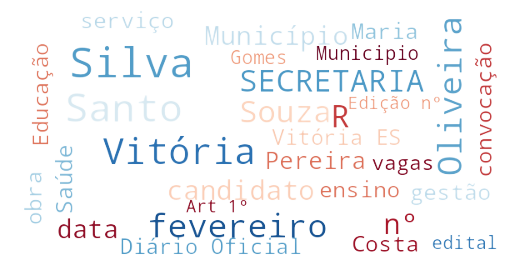 serviço
Município
Maria
Gomes
Municipio
Silva
SECRETARIA
Oliveira
Educação
convocação
Santo
Souza
R
Edição nº
Vitória ES
Vitória
Pereira
vagas
Saúde
obra
candidato
ensino
gestão
Art 1º
data
fevereiro
nº
Diário Oficial
Costa
edital